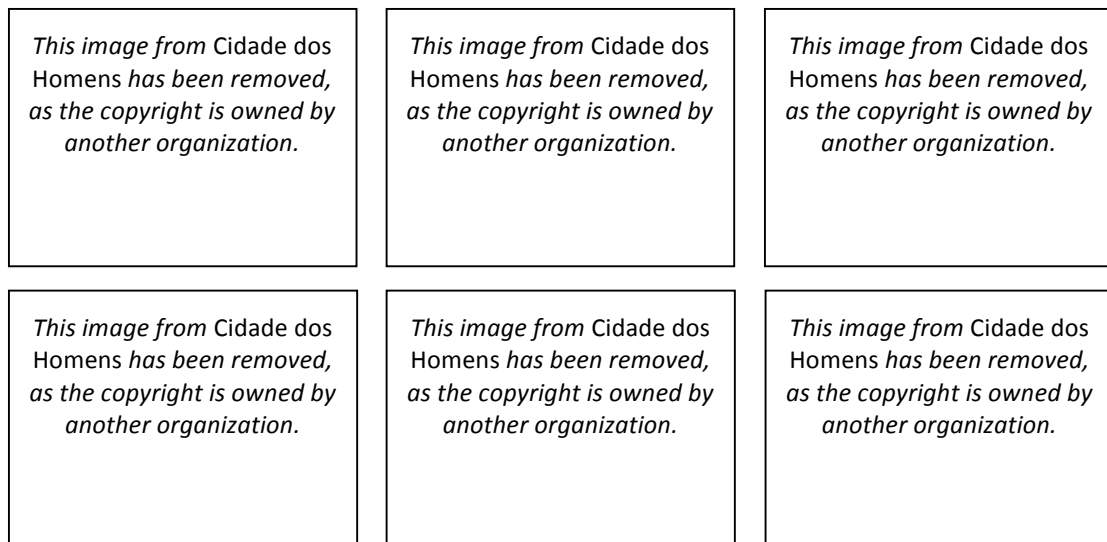 This image from Cidade dos
Homens has been removed,
as the copyright is owned by
another organization.
This image from Cidade dos
Homens has been removed,
as the copyright is owned by
another organization.
This image from Cidade dos
Homens has been removed,
as the copyright is owned by
another organization.
This image from Cidade dos
Homens has been removed,
as the copyright is owned by
another organization.
This image from Cidade dos
Homens has been removed,
as the copyright is owned by
another organization.
This image from Cidade dos
Homens has been removed,
as the copyright is owned by
another organization.